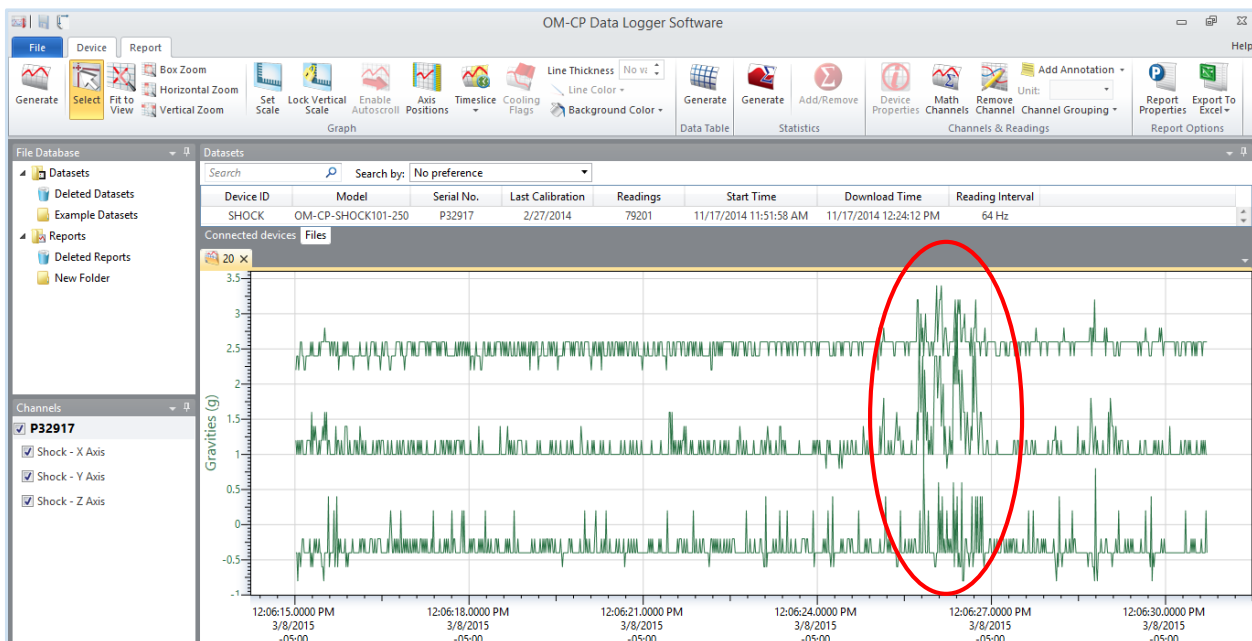 OM-CP Data Logger Software
File Device Report Help
Generate Select Fit to View Box Zoom Horizontal Zoom Vertical Zoom Set Scale Lock Vertical Scale Enable Autoscroll Axis Positions Timeslice Cooling Flags Line Thickness No va Line Color Background Color Generate Generate Add/Remove Device Properties Math Channels Remove Channel Add Annotation Unit: Channel Grouping Report Properties Export To Excel
Graph Data Table Statistics Channels & Readings Report Options
File Database
Datasets
Deleted Datasets
Example Datasets
Reports
Deleted Reports
New Folder
Channels
P32917
Shock - X Axis
Shock - Y Axis
Shock - Z Axis
Datasets
Search Search by: No preference
Device ID Model Serial No. Last Calibration Readings Start Time Download Time Reading Interval
SHOCK OM-CP-SHOCK101-250 P32917 2/27/2014 79201 11/17/2014 11:51:58 AM 11/17/2014 12:24:12 PM 64 Hz
Connected devices Files
20
Gravities (g)
3.5
3
2.5
2
1.5
1
0.5
0
-0.5
-1
12:06:15.0000 PM 12:06:18.0000 PM 12:06:21.0000 PM 12:06:24.0000 PM 12:06:27.0000 PM 12:06:30.0000 PM
3/8/2015 3/8/2015 3/8/2015 3/8/2015 3/8/2015 3/8/2015
-05:00 -05:00 -05:00 -05:00 -05:00 -05:00